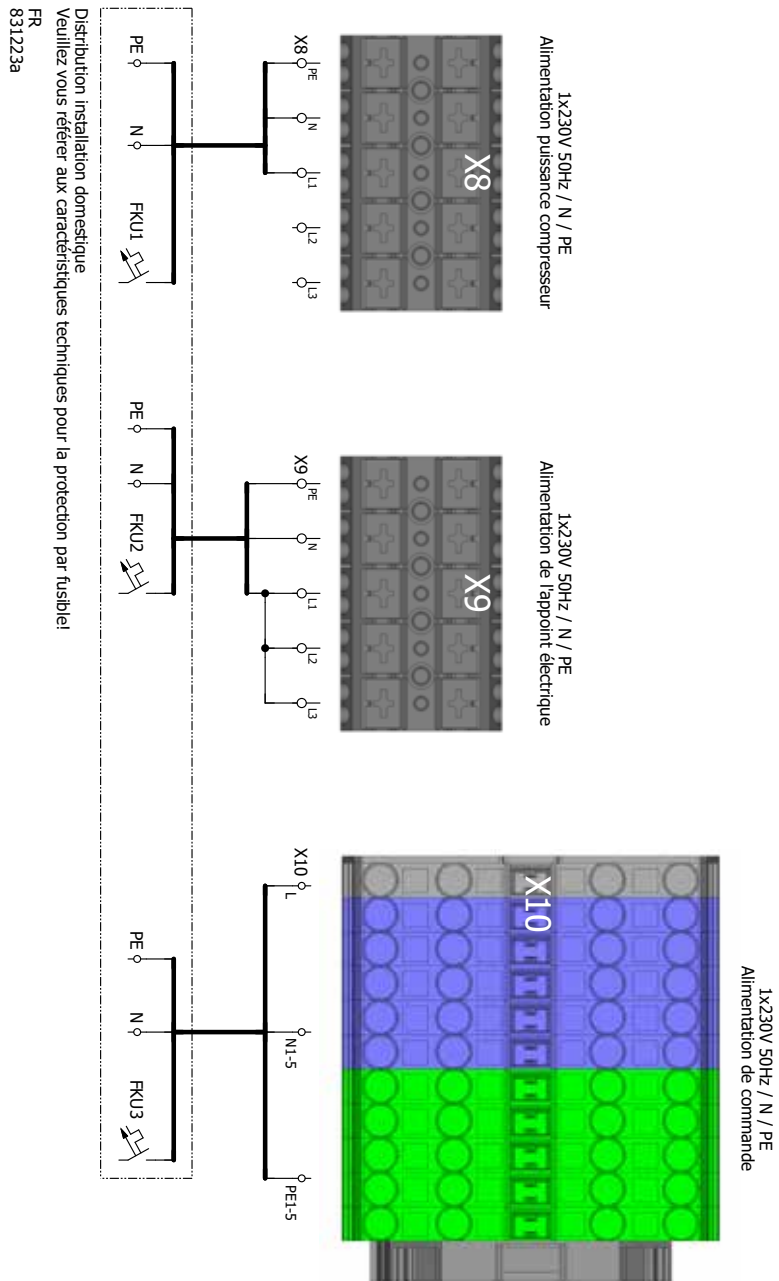 1x230V 50Hz / N / PE
Alimentation puissance compresseur
X8
X8
PE
N
L1
L2
L3
PE
N
FKU1
1x230V 50Hz / N / PE
Alimentation de l'appoint électrique
X9
X9
PE
N
L1
L2
L3
PE
N
FKU2
1x230V 50Hz / N / PE
Alimentation de commande
X10
X10
L
N1-5
PE1-5
PE
N
FKU3
Distribution installation domestique
Veuillez vous référer aux caractéristiques techniques pour la protection par fusible!
FR
831223a